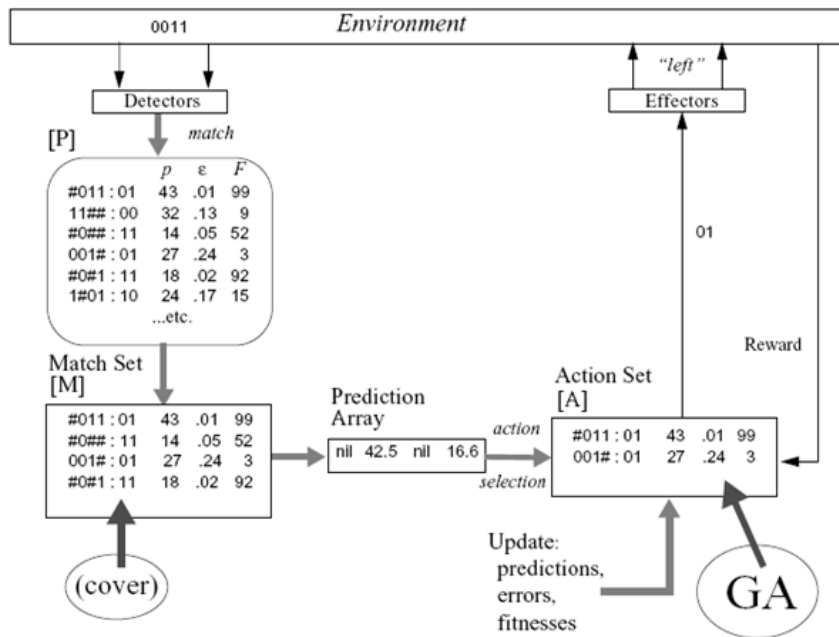 0011
Environment
"left"
Detectors
Effectors
match
[P]
p ε F
#011 : 01 43 .01 99
11## : 00 32 .13 9
#0## : 11 14 .05 52
001# : 01 27 .24 3
#0#1 : 11 18 .02 92
1#01 : 10 24 .17 15
...etc.
01
Reward
Match Set
[M]
#011 : 01 43 .01 99
#0## : 11 14 .05 52
001# : 01 27 .24 3
#0#1 : 11 18 .02 92
(cover)
Prediction
Array
nil 42.5 nil 16.6
action
selection
Action Set
[A]
#011 : 01 43 .01 99
001# : 01 27 .24 3
Update:
predictions,
errors,
fitnesses
GA